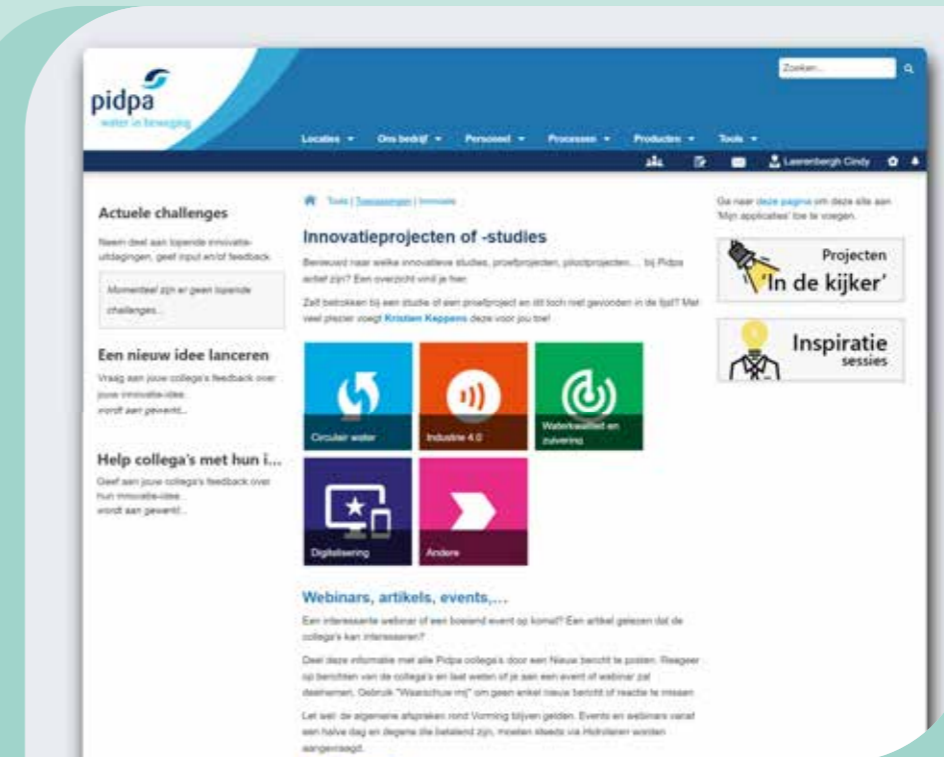 pidpa
water in beweging
Zoeken...
Locaties
Ons bedrijf
Personeel
Processen
Producten
Tools
Laerenbergh Cindy
Actuele challenges
Neem deel aan lopende innovatie-
uitdagingen, geef input en/of feedback.
Momenteel zijn er geen lopende
challenges...
Een nieuw idee lanceren
Vraag aan jouw collega's feedback over
jouw innovatie-idee.
wordt aan gewerkt...
Help collega's met hun i...
Geef aan jouw collega's feedback over
hun innovatie-idee...
wordt aan gewerkt...
Tools | Toepassingen | Innovatie
Innovatieprojecten of -studies
Benieuwd naar welke innovatieve studies, proefprojecten, pilootprojecten.... bij Pidpa
actief zijn? Een overzicht vind je hier.
Zelf betrokken bij een studie of een proefproject en dit toch niet gevonden in de lijst? Met
veel plezier voegt Kristien Keppens deze voor jou toe!
Circulair water
Industrie 4.0
Waterkwaliteit en
zuivering
Digitalisering
Andere
Webinars, artikels, events,...
Een interessante webinar of een boeiend event op komst? Een artikel gelezen dat de
collega's kan interesseren?
Deel deze informatie met alle Pidpa collega's door een Nieuw bericht te posten. Reageer
op berichten van de collega's en laat weten of je aan een event of webinar zal
deelnemen. Gebruik "Waarschuw mij" om geen enkel nieuw bericht of reactie te missen.
Let wel: de algemene afspraken rond Vorming blijven gelden. Events en webinars vanaf
een halve dag en degene die betalend zijn, moeten steeds via Hidrolearn worden
aangevraagd.
Ga naar deze pagina om deze site aan
'Mijn applicaties' toe te voegen.
Projecten
'In de kijker'
Inspiratie
sessies